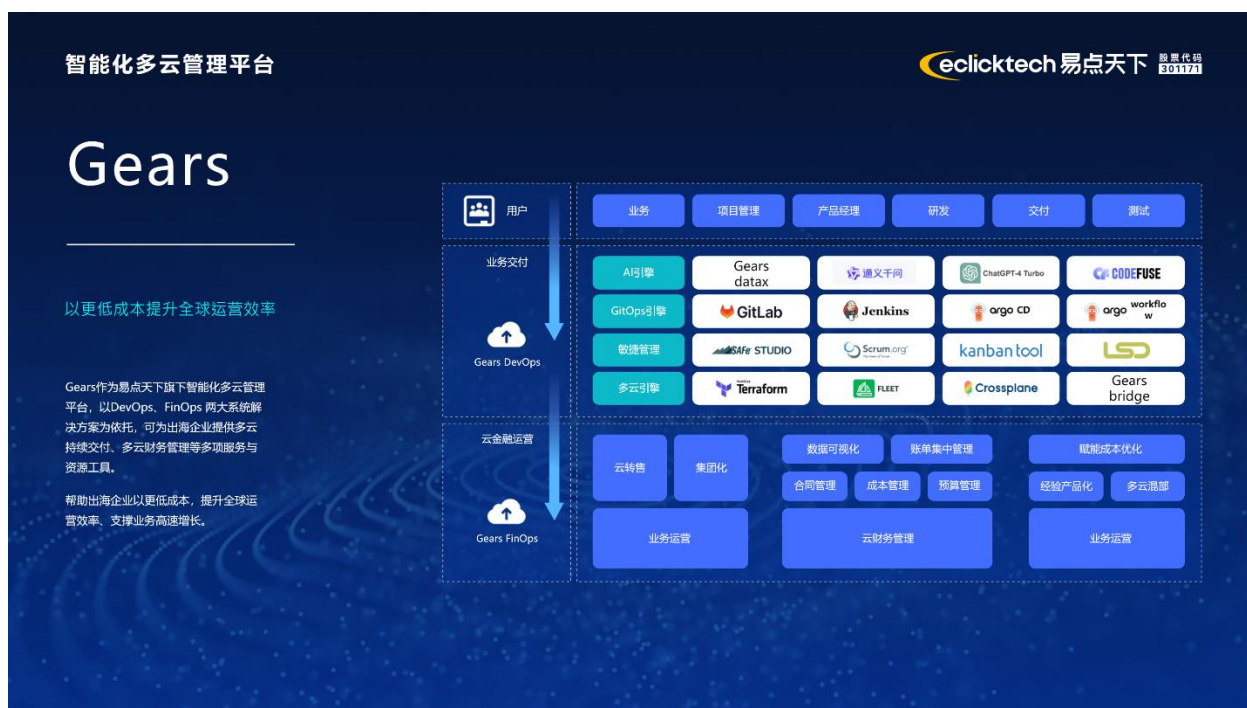 智能化多云管理平台
eclicktech 易点天下 股票代码
301171
Gears
以更低成本提升全球运营效率
Gears作为易点天下旗下智能化多云管理
平台，以DevOps、FinOps 两大系统解
决方案为依托，可为出海企业提供多云
持续交付、多云财务管理等多项服务与
资源工具。
帮助出海企业以更低成本，提升全球运
营效率、支撑业务高速增长。
用户
业务 项目管理 产品经理 研发 交付 测试
业务交付
Gears DevOps
AI引擎 Gears
datax 通义千问 ChatGPT-4 Turbo CODEFUSE
GitOps引擎 GitLab Jenkins argo CD argo workflo
w
敏捷管理 SAFe STUDIO Scrum.org kanban tool LSD
多云引擎 Terraform FLEET Crossplane Gears
bridge
云金融运营
Gears FinOps
云转售 集团化
业务运营
数据可视化 账单集中管理
合同管理 成本管理 预算管理
云财务管理
赋能成本优化
经验产品化 多云混部
业务运营